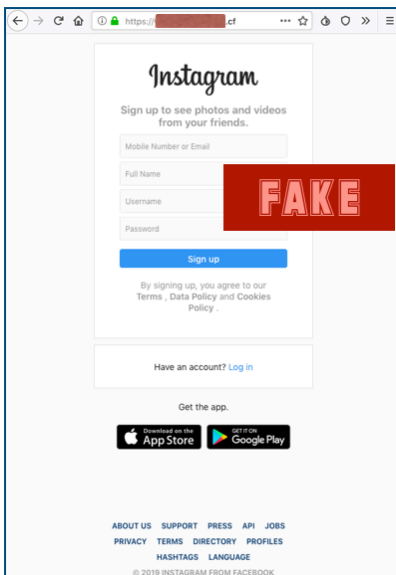 https://
.cf
Instagram
Sign up to see photos and videos
from your friends.
Mobile Number or Email
Full Name
FAKE
Username
Password
Sign up
By signing up, you agree to our
Terms , Data Policy and Cookies
Policy .
Have an account? Log in
Get the app.
Download on the
App Store
GET IT ON
Google Play
ABOUT US SUPPORT PRESS API JOBS
PRIVACY TERMS DIRECTORY PROFILES
HASHTAGS LANGUAGE
© 2019 INSTAGRAM FROM FACEBOOK